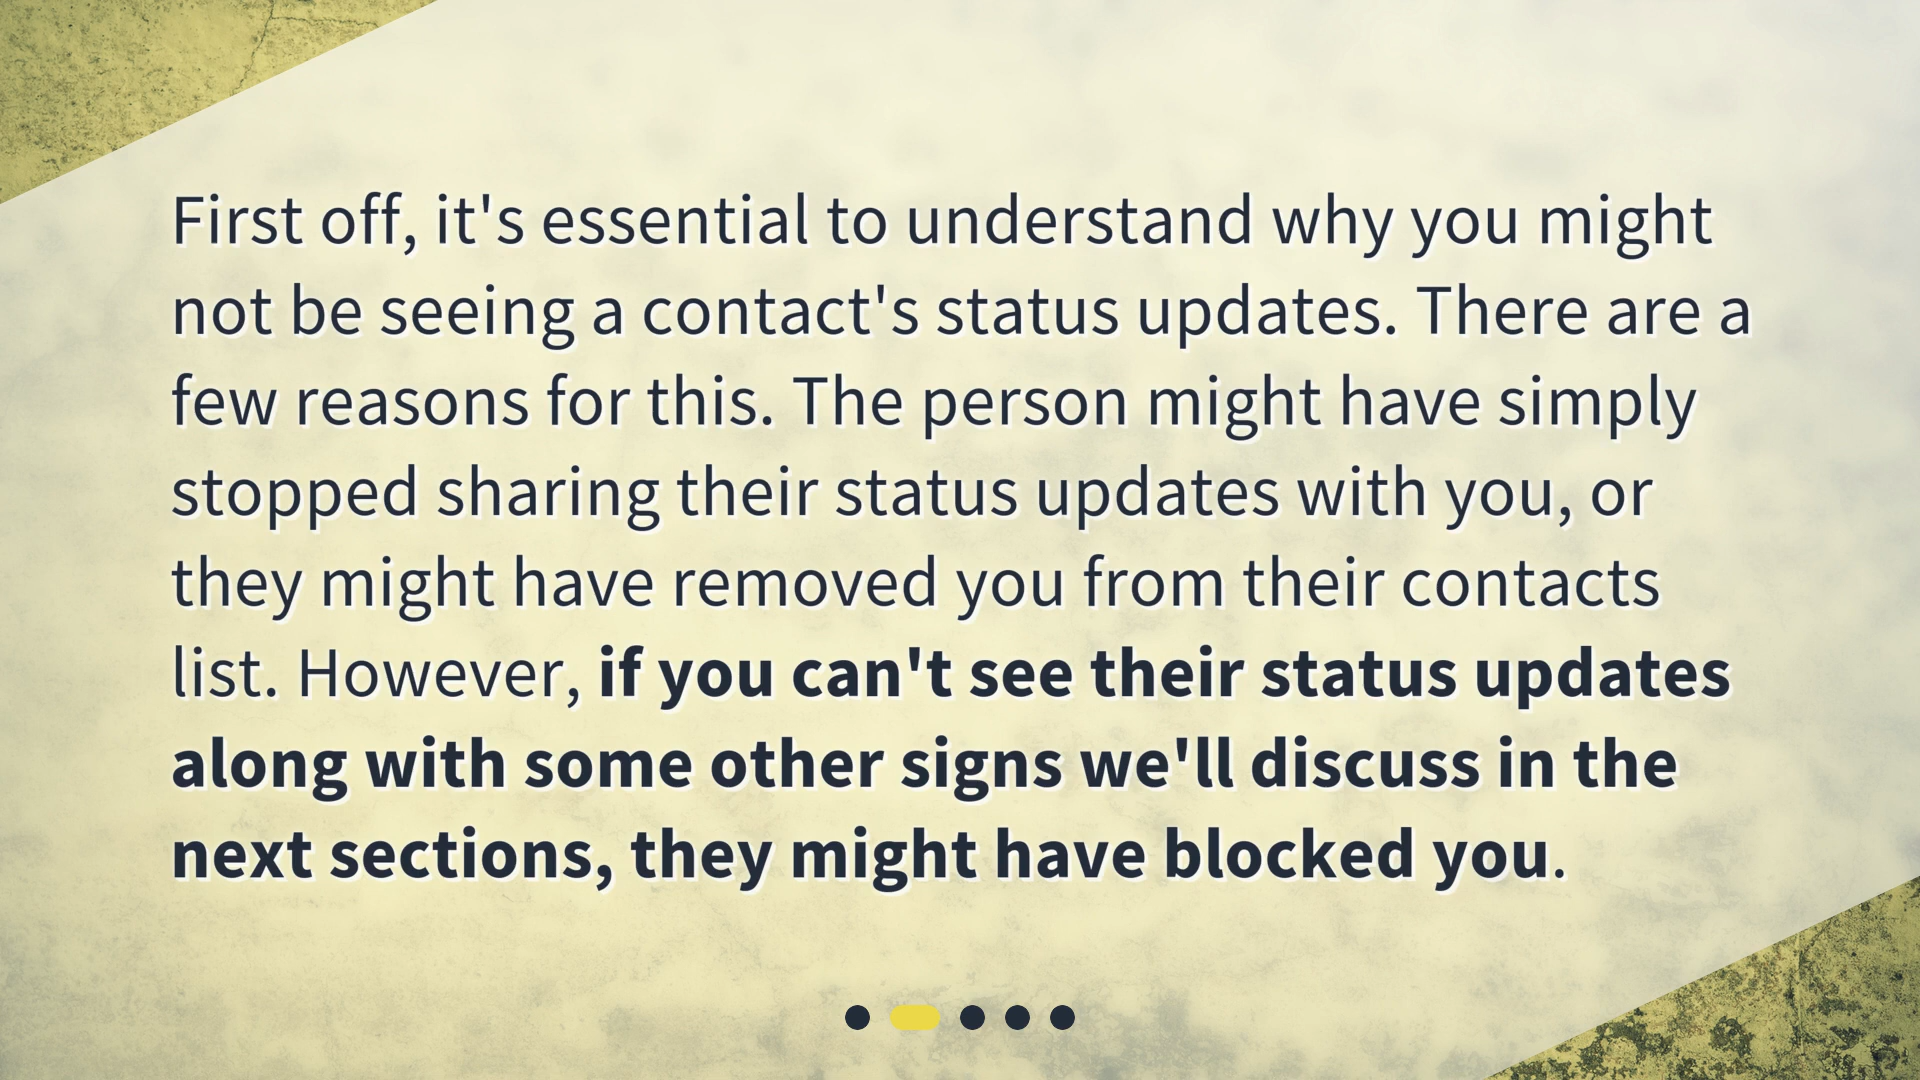 First off, it's essential to understand why you might
not be seeing a contact's status updates. There are a
few reasons for this. The person might have simply
stopped sharing their status updates with you, or
they might have removed you from their contacts
list. However, if you can't see their status updates
along with some other signs we'll discuss in the
next sections, they might have blocked you.